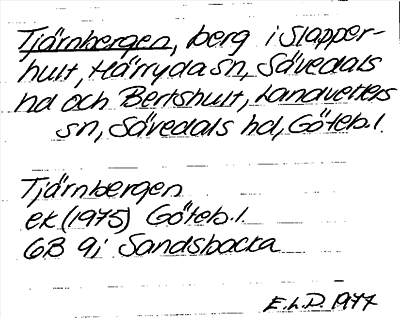 Tjärnbergen, berg i Slapper-
hult, Härryda sn, Sävedals
hd och Bertshult, Landvetters
sn, Sävedals hd, Göteb.l.
Tjärnbergen
ek (1975) Göteb.l.
6B 9i Sandsbacka
E.L.D. 1977